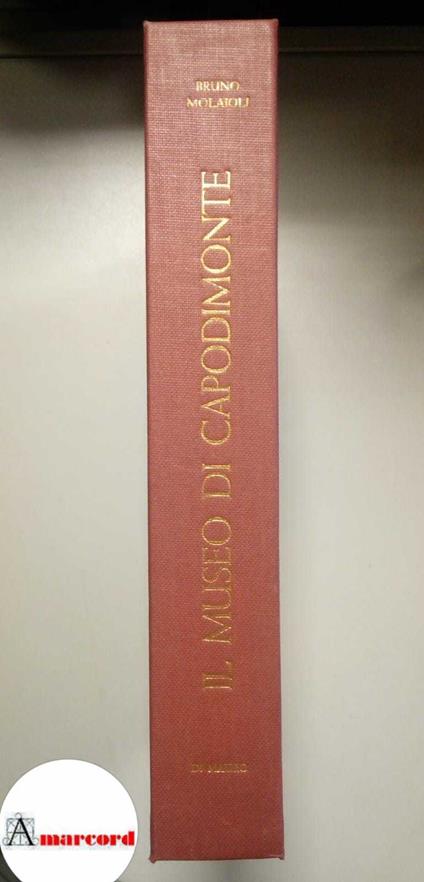 BRUNO
MOLAJOLI
IL MUSEO DI CAPODIMONTE
DI MAURO
Amarcord